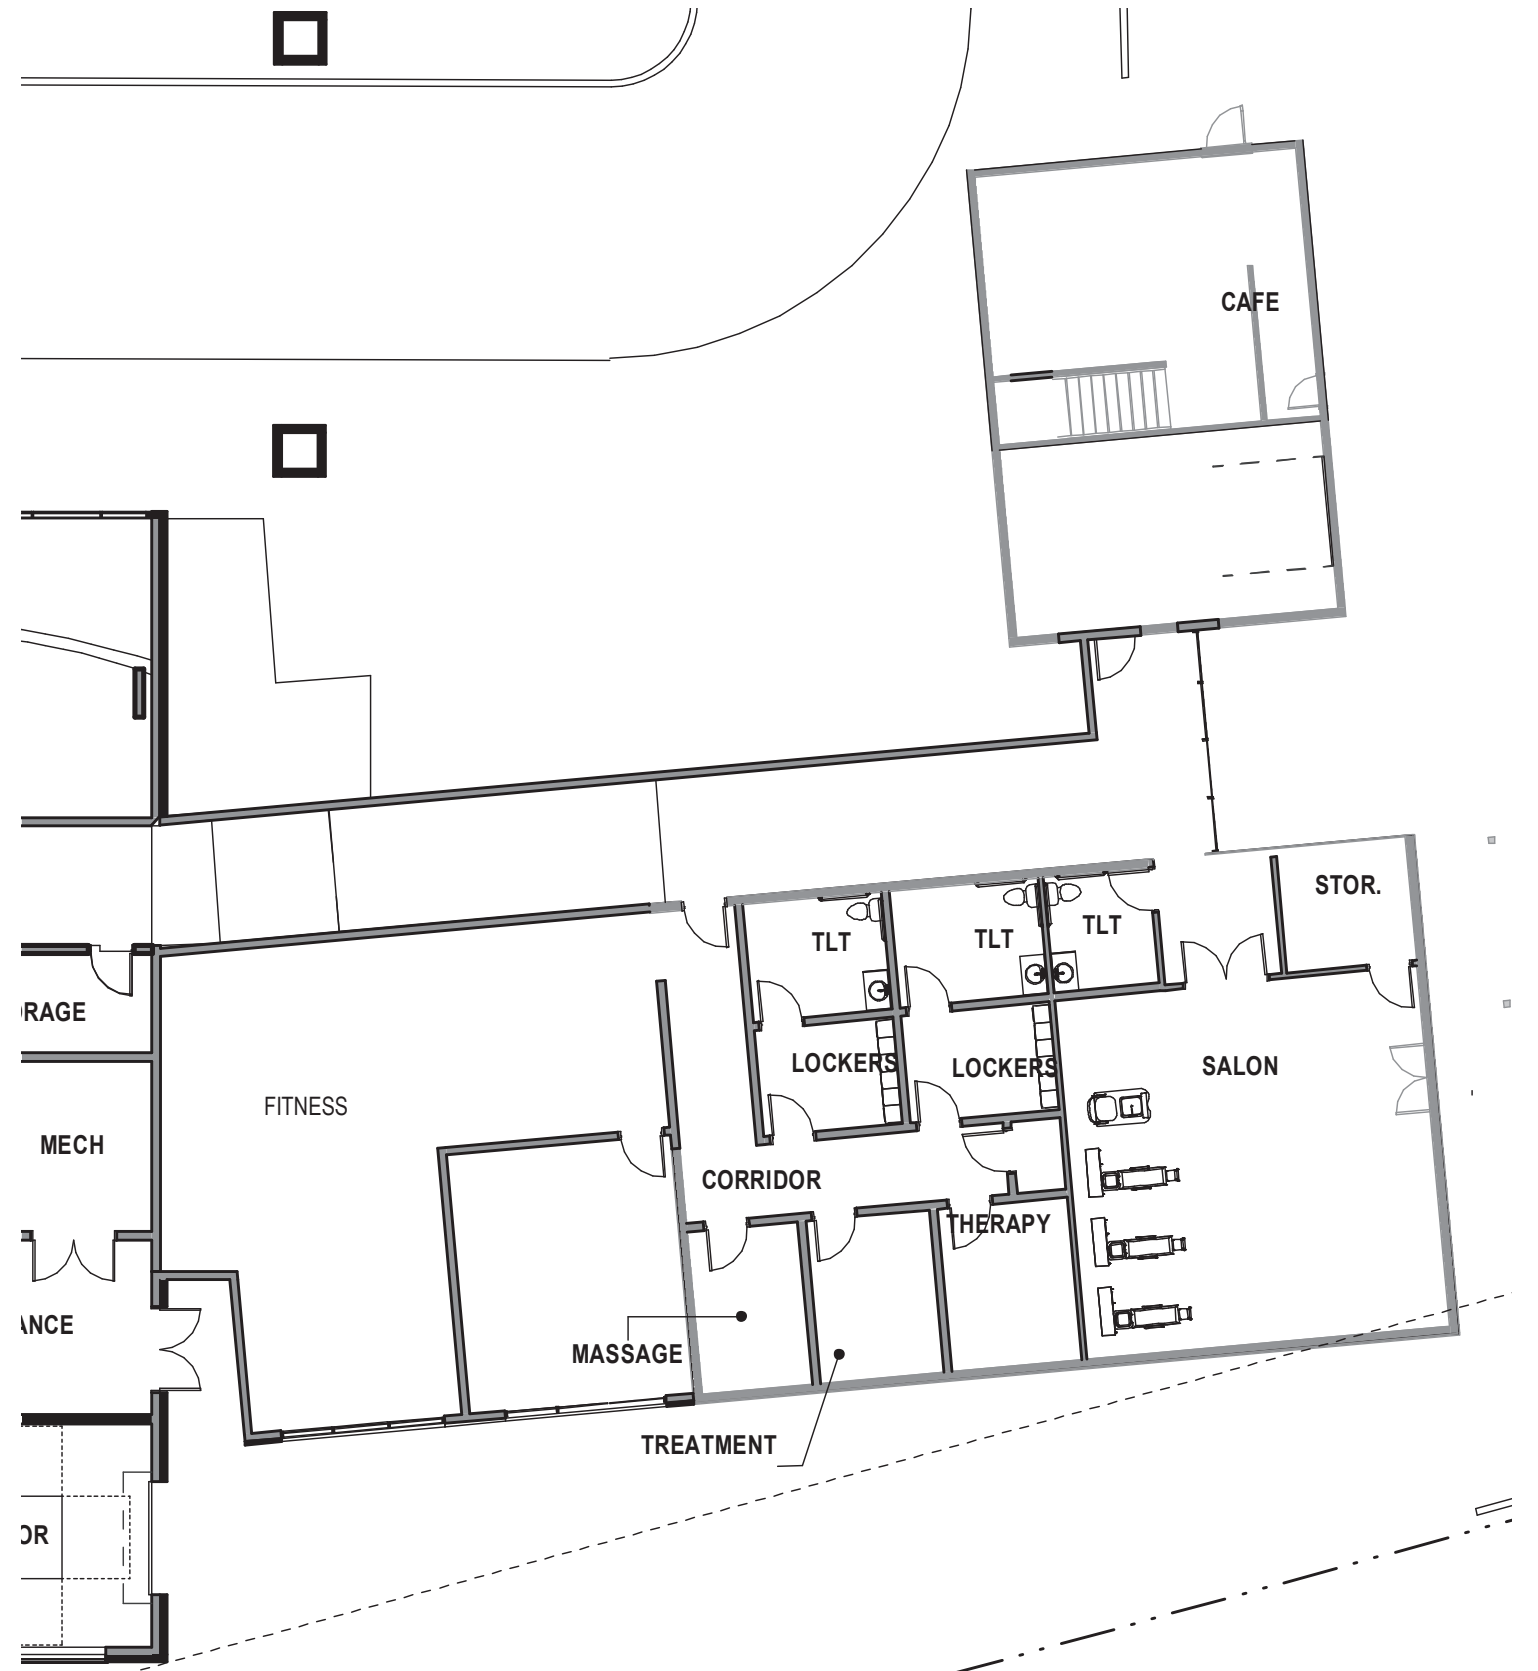 CAFE
STOR.
TLT
TLT
TLT
RAGE
LOCKERS
LOCKERS
SALON
FITNESS
MECH
CORRIDOR
THERAPY
ANCE
MASSAGE
TREATMENT
OR